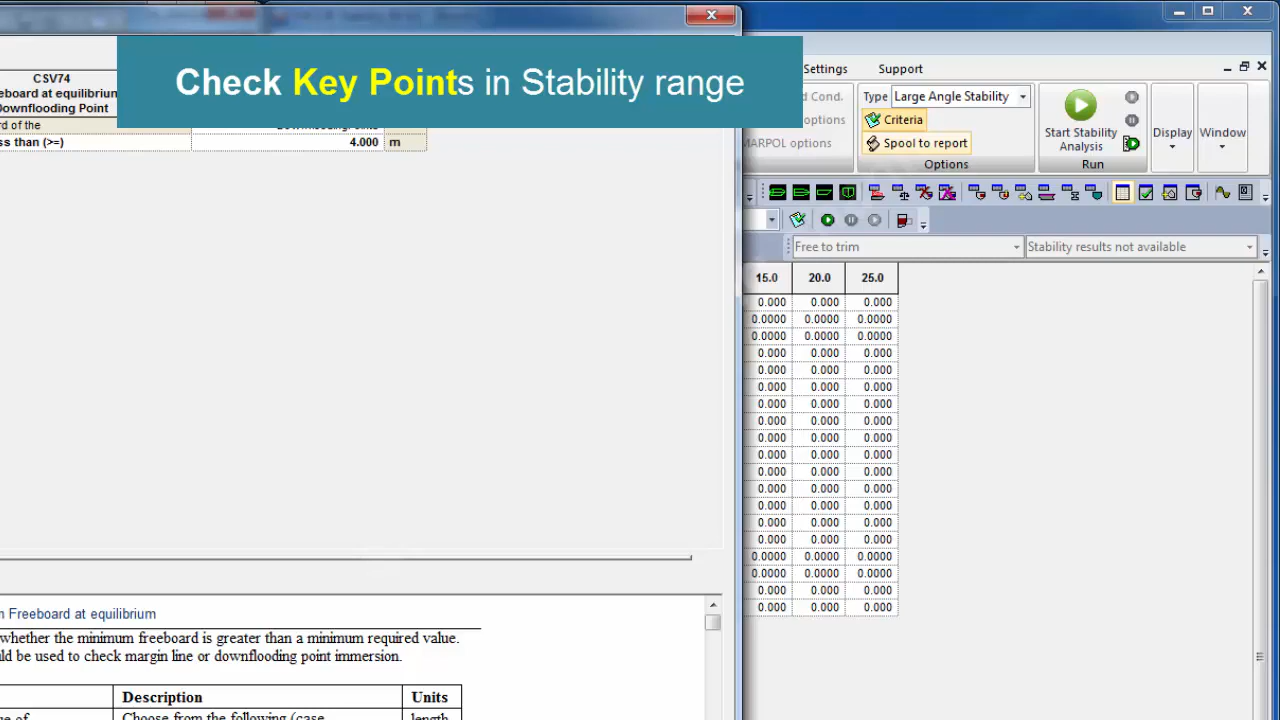 Check Key Points in Stability range
CSV74
eboard at equilibrium
Downflooding Point
rd of the
ss than (>=)
4.000 m
Settings Support
d Cond.
options
MARPOL options
Type Large Angle Stability
Criteria
Spool to report
Options
Start Stability
Analysis
Run
Display
Window
Free to trim
Stability results not available
15.0 20.0 25.0
0.000 0.000 0.000
0.0000 0.0000 0.0000
0.0000 0.0000 0.0000
0.000 0.000 0.000
0.000 0.000 0.000
0.000 0.000 0.000
0.000 0.000 0.000
0.000 0.000 0.000
0.000 0.000 0.000
0.000 0.000 0.000
0.000 0.000 0.000
0.000 0.000 0.000
0.000 0.000 0.000
0.000 0.000 0.000
0.000 0.000 0.000
0.0000 0.0000 0.0000
0.0000 0.0000 0.0000
0.000 0.000 0.000
0.000 0.000 0.000
m Freeboard at equilibrium
whether the minimum freeboard is greater than a minimum required value.
uld be used to check margin line or downflooding point immersion.
Description Units
ue of Choose from the following (case length